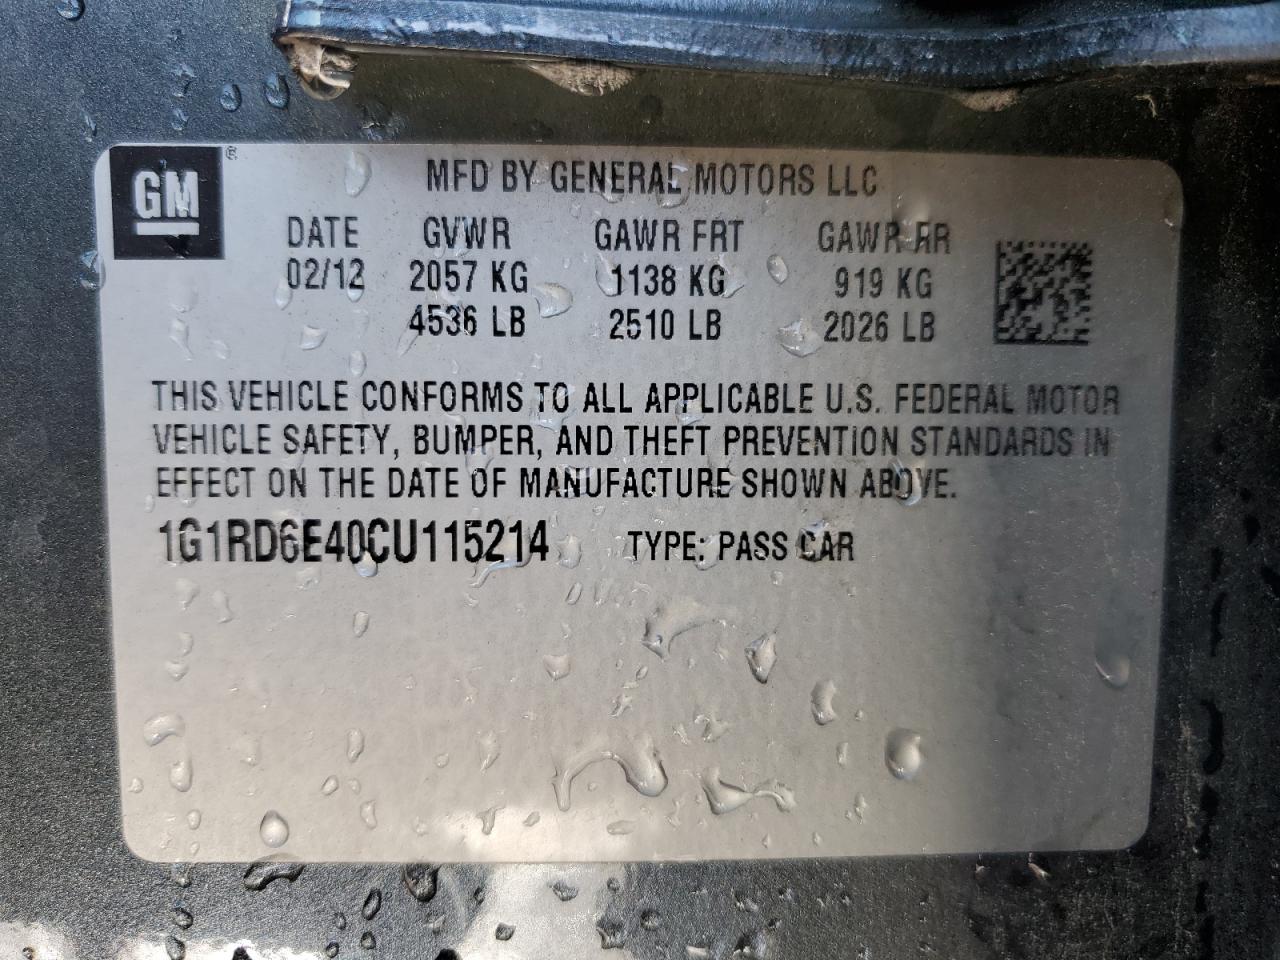 GM
MFD BY GENERAL MOTORS LLC
DATE GVWR GAWR FRT GAWR RR
02/12 2057 KG 1138 KG 919 KG
4536 LB 2510 LB 2026 LB
THIS VEHICLE CONFORMS TO ALL APPLICABLE U.S. FEDERAL MOTOR
VEHICLE SAFETY, BUMPER, AND THEFT PREVENTION STANDARDS IN
EFFECT ON THE DATE OF MANUFACTURE SHOWN ABOVE.
1G1RD6E40CU115214 TYPE: PASS CAR